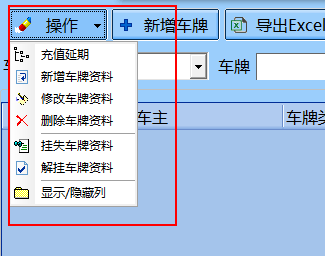 操作 新增车牌 导出Excel
车牌
充值延期
新增车牌资料
修改车牌资料
删除车牌资料
车主 车牌
挂失车牌资料
解挂车牌资料
显示/隐藏列